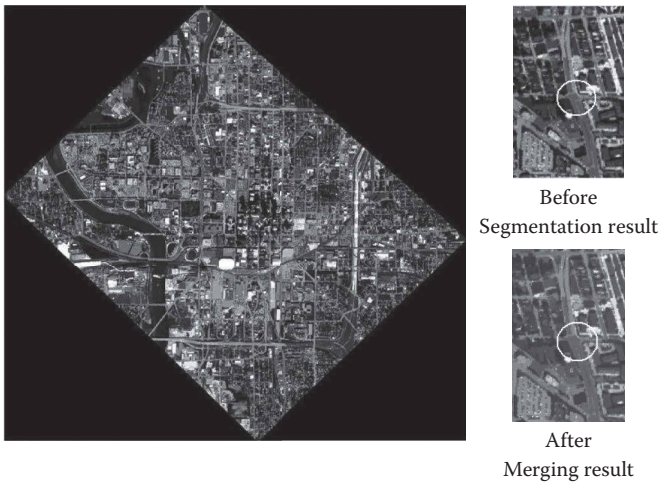 Before
Segmentation result
After
Merging result